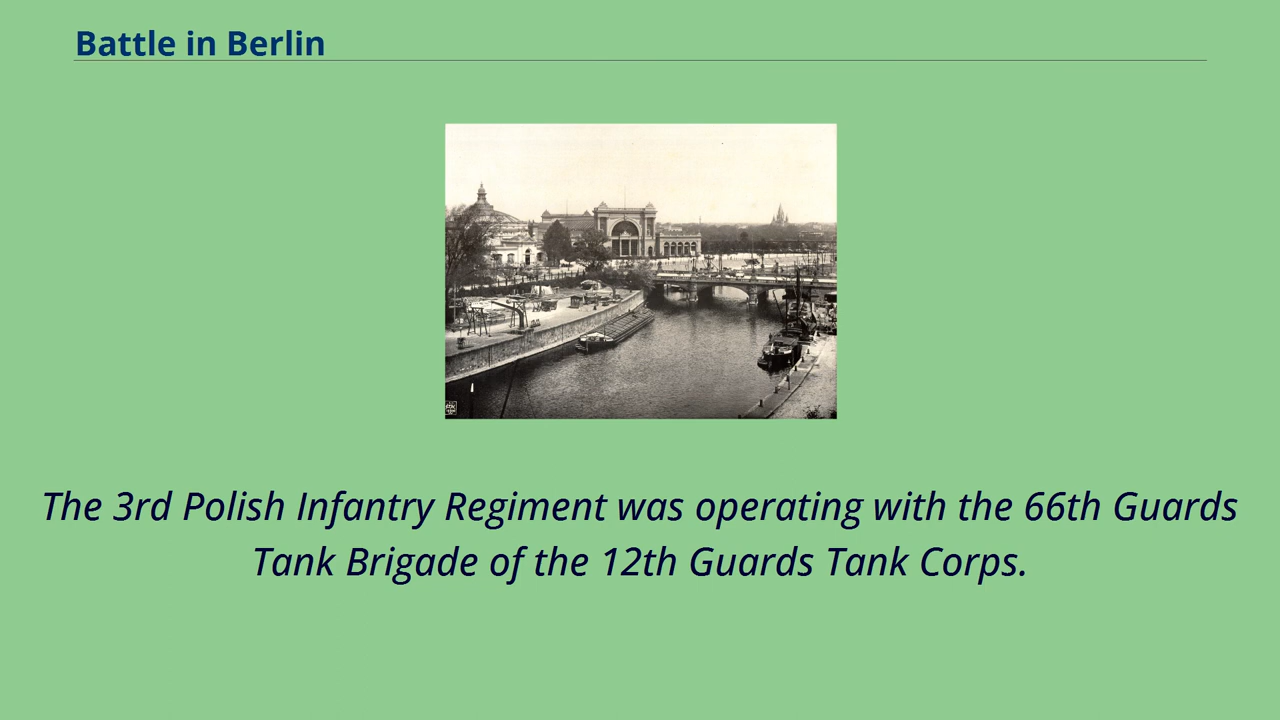 Battle in Berlin
The 3rd Polish Infantry Regiment was operating with the 66th Guards
Tank Brigade of the 12th Guards Tank Corps.